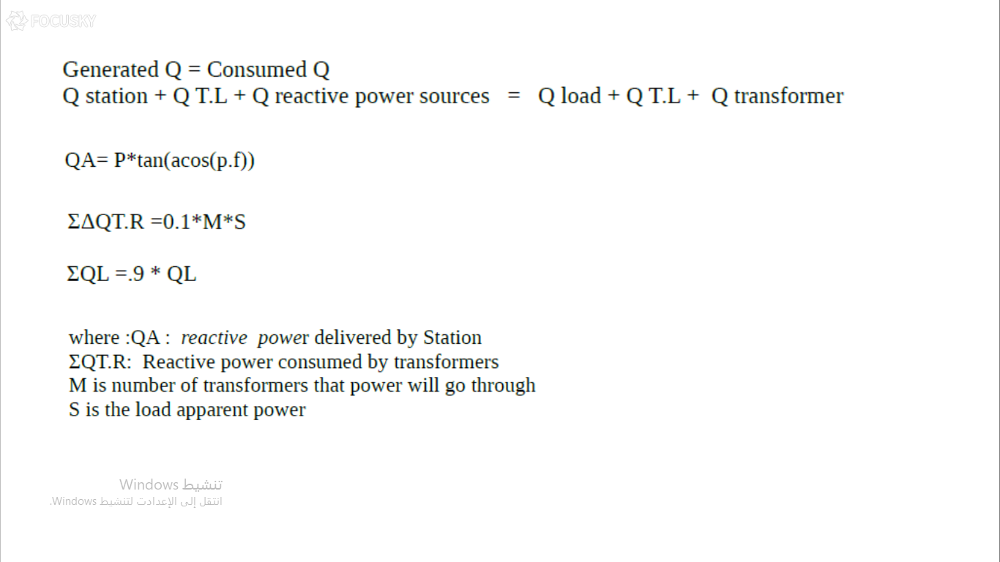 FOCUSKY
Generated Q = Consumed Q
Q station + Q T.L + Q reactive power sources = Q load + Q T.L + Q transformer
QA= P*tan(acos(p.f))
ΣΔQT.R =0.1*M*S
ΣQL =.9 * QL
where :QA : reactive power delivered by Station
ΣQT.R: Reactive power consumed by transformers
M is number of transformers that power will go through
S is the load apparent power
تنشيط Windows
انتقل إلى الإعدادت لتنشيط Windows.